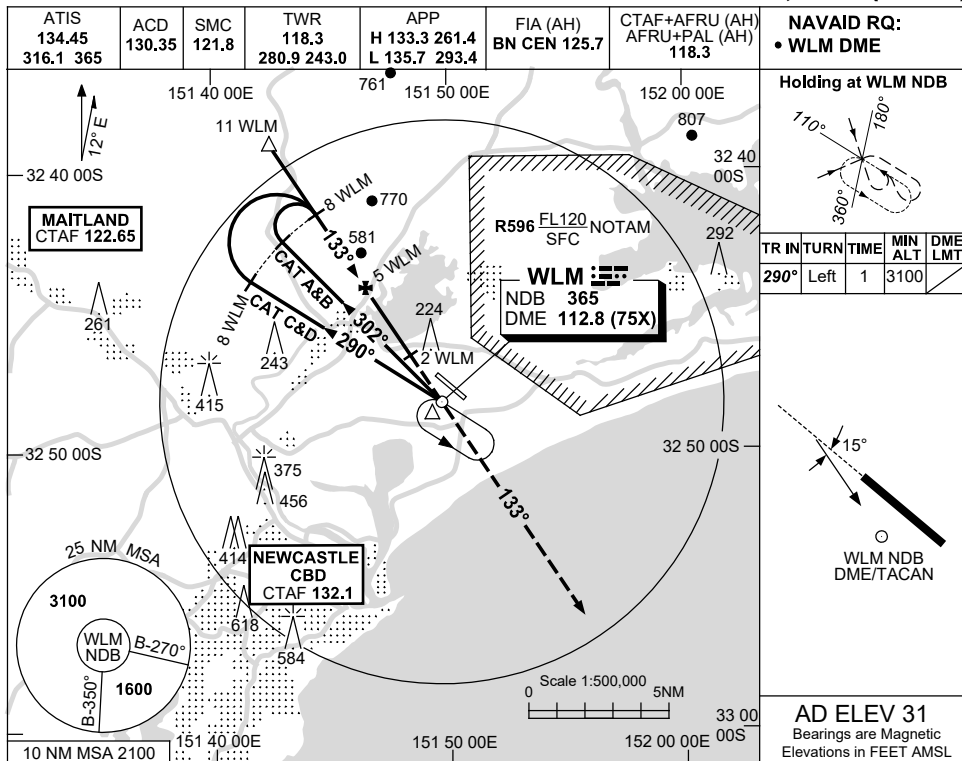 ATIS
134.45
316.1 365
ACD
130.35
SMC
121.8
TWR
118.3
280.9 243.0
APP
H 133.3 261.4
L 135.7 293.4
FIA (AH)
BN CEN 125.7
CTAF+AFRU (AH)
AFRU+PAL (AH)
118.3
NAVAID RQ:
• WLM DME
761
151 40 00E
151 50 00E
152 00 00E
12° E
11 WLM
807
32 40 00S
32 40
00S
MAITLAND
CTAF 122.65
8 WLM
770
133°
581
5 WLM
R596 FL120
SFC
NOTAM
292
WLM
NDB 365
DME 112.8 (75X)
CAT A&B
302°
CAT C&D
290°
8 WLM
224
2 WLM
261
243
415
32 50 00S
32 50 00S
375
456
133°
414
NEWCASTLE
CBD
CTAF 132.1
618
584
25 NM MSA
3100
WLM
NDB
B-270°
B-350°
1600
10 NM MSA 2100
Scale 1:500,000
0
5NM
33 00
00S
151 40 00E
151 50 00E
152 00 00E
Holding at WLM NDB
110°
180°
360°
TR IN
TURN
TIME
MIN
ALT
DME
LMT
290°
Left
1
3100
15°
WLM NDB
DME/TACAN
AD ELEV 31
Bearings are Magnetic
Elevations in FEET AMSL